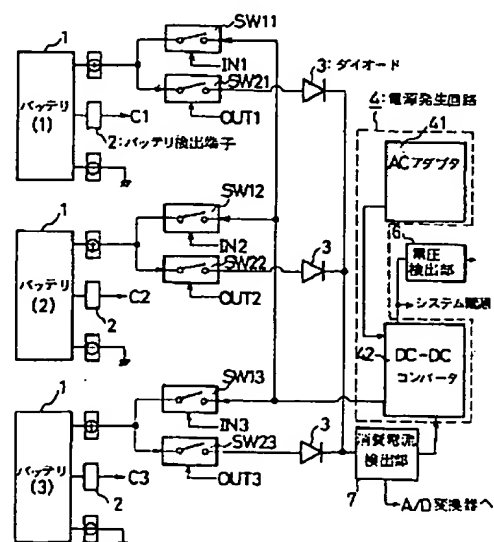 1
バッテリ
(1)
C1
2:バッテリ検出端子
SW11
IN1
SW21
OUT1
3:ダイオード
4:電源発生回路
41
ACアダプタ
6
電圧
検出部
システム電源
42
DC-DC
コンバータ
1
バッテリ
(2)
C2
2
SW12
IN2
SW22
OUT2
3
1
バッテリ
(3)
C3
2
SW13
IN3
SW23
OUT3
3
消費電流
検出部
7
A/D変換器へ